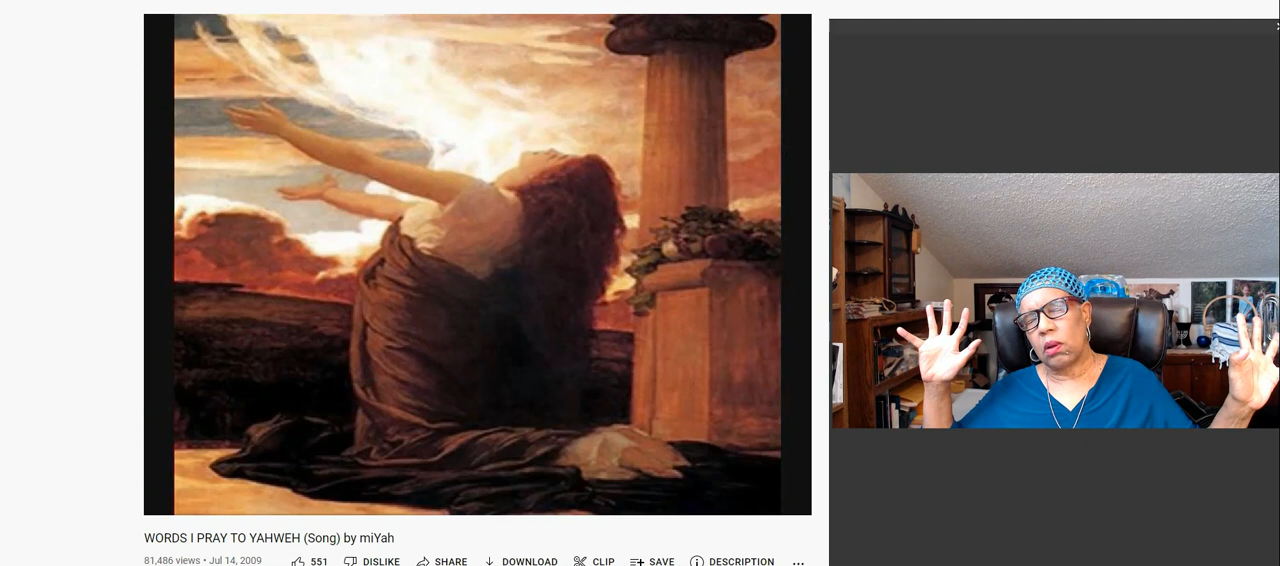 WORDS I PRAY TO YAHWEH (Song) by miYah
81,486 views • Jul 14, 2009 551 DISLIKE SHARE DOWNLOAD CLIP SAVE DESCRIPTION ...